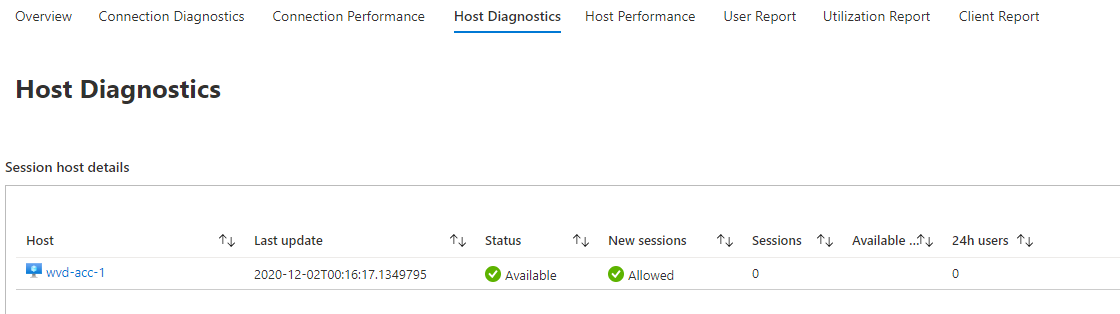 Overview Connection Diagnostics Connection Performance Host Diagnostics Host Performance User Report Utilization Report Client Report
Host Diagnostics
Session host details
Host Last update Status New sessions Sessions Available ... 24h users
wvd-acc-1 2020-12-02T00:16:17.1349795 Available Allowed 0 0